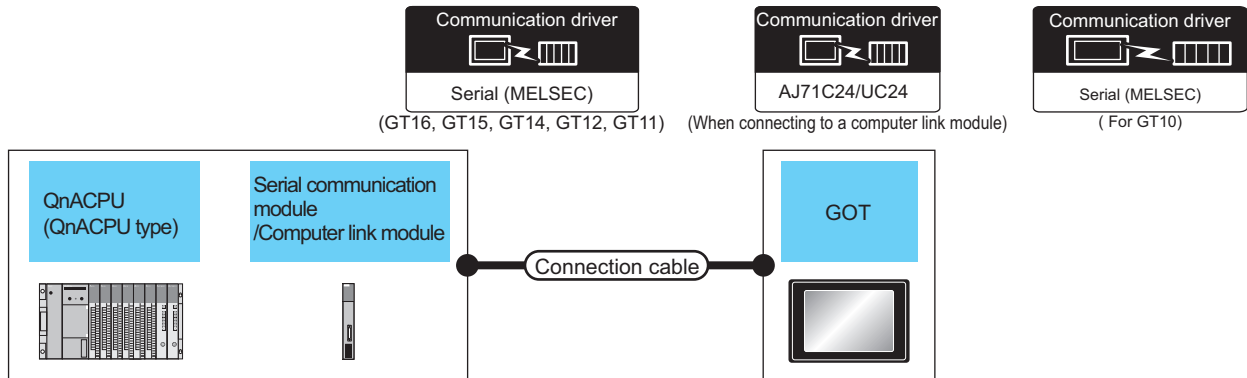 Communication driver
Serial (MELSEC)
(GT16, GT15, GT14, GT12, GT11)
Communication driver
AJ71C24/UC24
(When connecting to a computer link module)
Communication driver
Serial (MELSEC)
( For GT10)
QnACPU
(QnACPU type)
Serial communication
module
/Computer link module
Connection cable
GOT